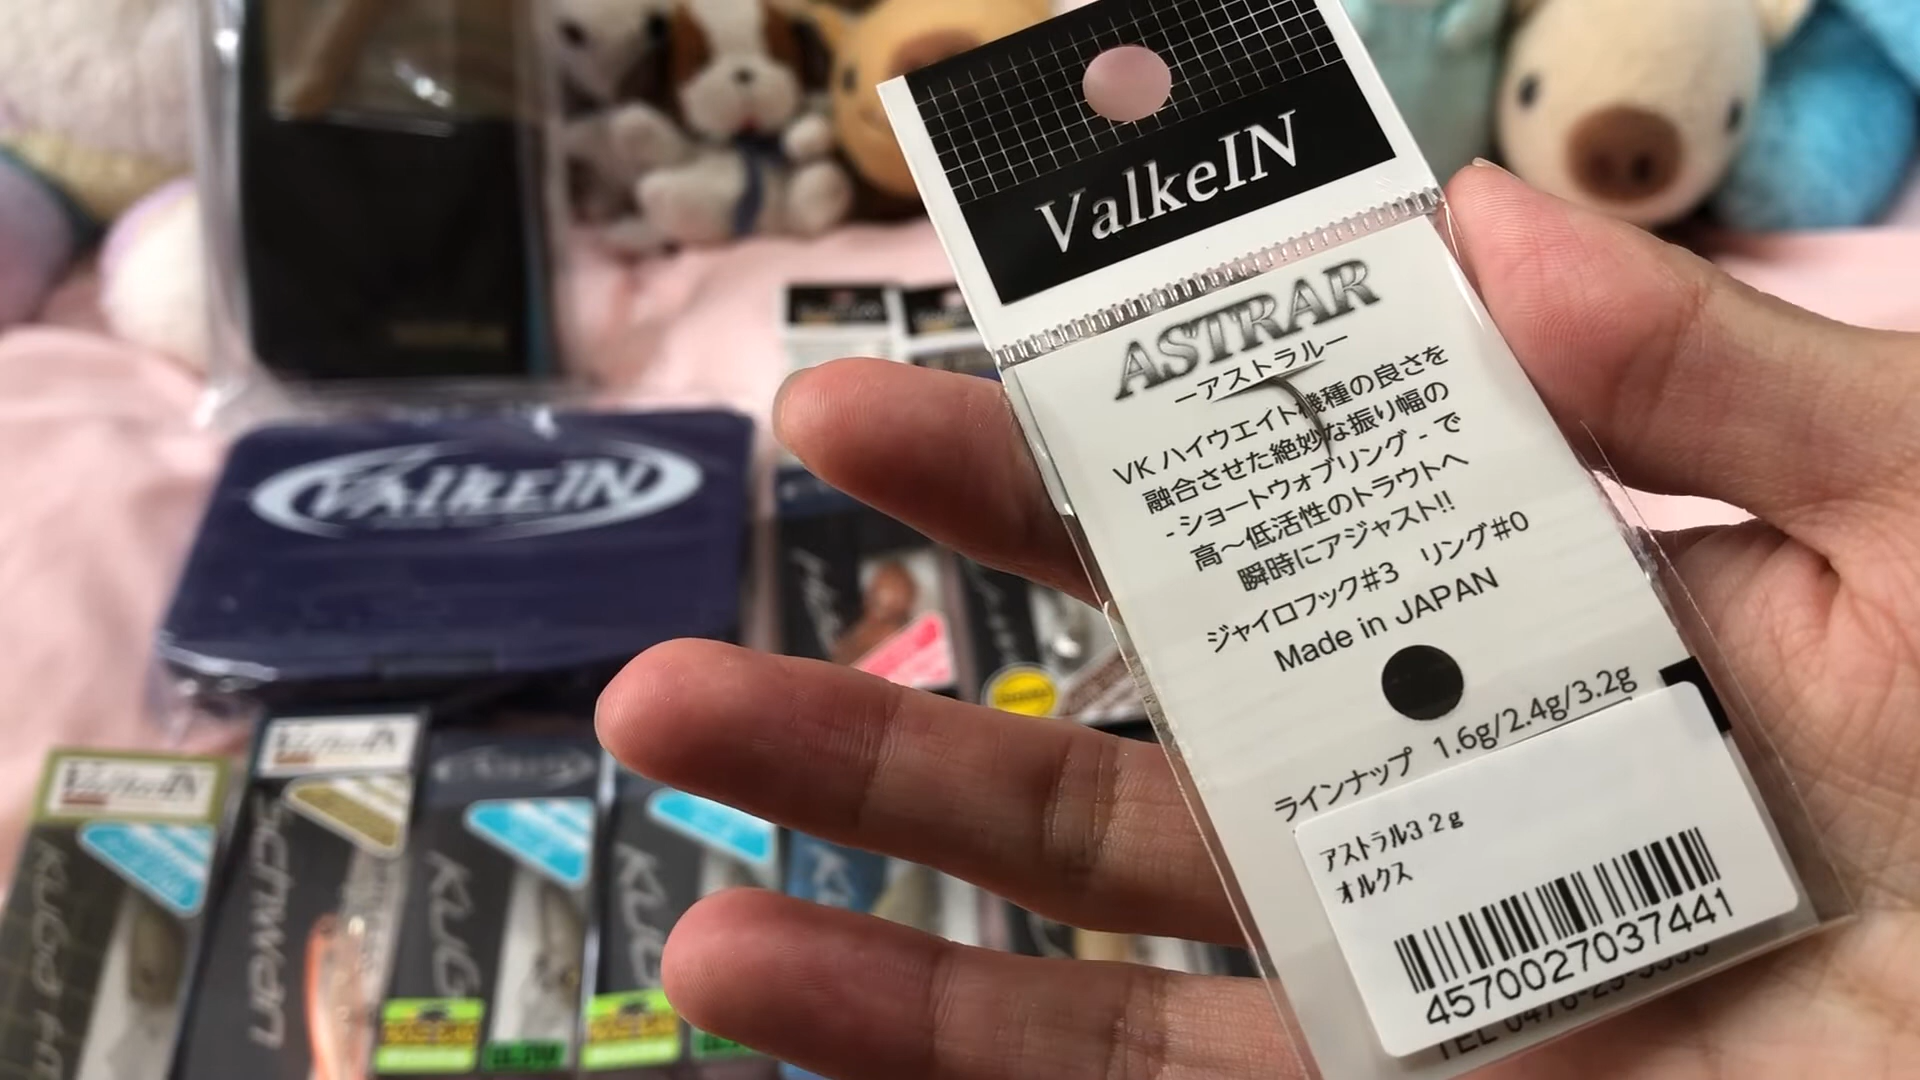 ValkeIN
ASTRAR
ーアストラルー
VK ハイウエイト機種の良さを
融合させた絶妙な振り幅の
- ショートウォブリング - で
高〜低活性のトラウトへ
瞬時にアジャスト!!
ジャイロフック#3　リング#0
Made in JAPAN
ラインナップ　1.6g/2.4g/3.2g
アストラル3 2 g
オルクス
4570027037441
ValkeIN
ValkeIN
ValkeIN
KUGA